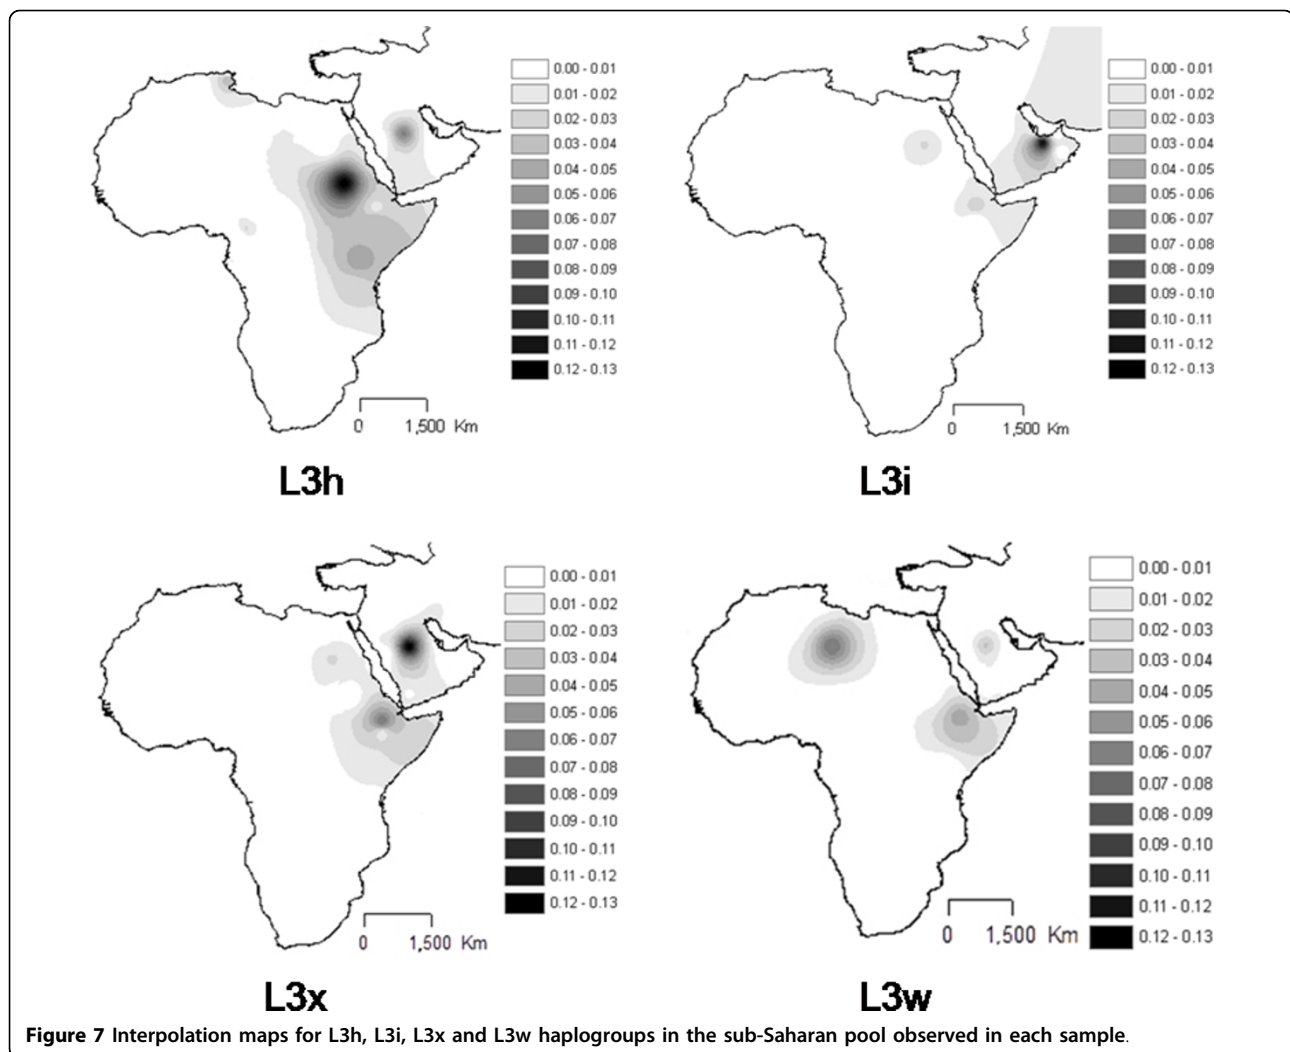 0.00 - 0.01
0.01 - 0.02
0.02 - 0.03
0.03 - 0.04
0.04 - 0.05
0.05 - 0.06
0.06 - 0.07
0.07 - 0.08
0.08 - 0.09
0.09 - 0.10
0.10 - 0.11
0.11 - 0.12
0.12 - 0.13
0 1,500 Km
L3h
0.00 - 0.01
0.01 - 0.02
0.02 - 0.03
0.03 - 0.04
0.04 - 0.05
0.05 - 0.06
0.06 - 0.07
0.07 - 0.08
0.08 - 0.09
0.09 - 0.10
0.10 - 0.11
0.11 - 0.12
0.12 - 0.13
0 1,500 Km
L3i
0.00 - 0.01
0.01 - 0.02
0.02 - 0.03
0.03 - 0.04
0.04 - 0.05
0.05 - 0.06
0.06 - 0.07
0.07 - 0.08
0.08 - 0.09
0.09 - 0.10
0.10 - 0.11
0.11 - 0.12
0.12 - 0.13
0 1,500 Km
L3x
0.00 - 0.01
0.01 - 0.02
0.02 - 0.03
0.03 - 0.04
0.04 - 0.05
0.05 - 0.06
0.06 - 0.07
0.07 - 0.08
0.08 - 0.09
0.09 - 0.10
0.10 - 0.11
0.11 - 0.12
0.12 - 0.13
0 1,500 Km
L3w
Figure 7 Interpolation maps for L3h, L3i, L3x and L3w haplogroups in the sub-Saharan pool observed in each sample.